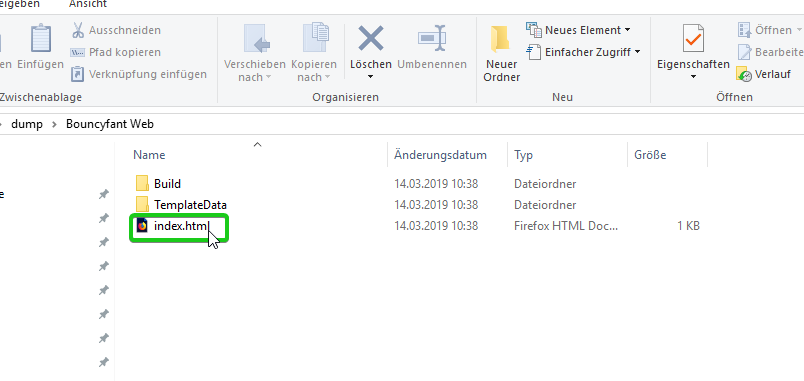 eigeben Ansicht
Einfügen
Ausschneiden
Pfad kopieren
Verknüpfung einfügen
Zwischenablage
Verschieben nach
Kopieren nach
Löschen
Umbenennen
Organisieren
Neuer Ordner
Neues Element
Einfacher Zugriff
Neu
Eigenschaften
Öffnen
Bearbeite
Verlauf
Öffnen
dump > Bouncyfant Web
Name Änderungsdatum Typ Größe
Build 14.03.2019 10:38 Dateiordner
TemplateData 14.03.2019 10:38 Dateiordner
index.html 14.03.2019 10:38 Firefox HTML Doc... 1 KB